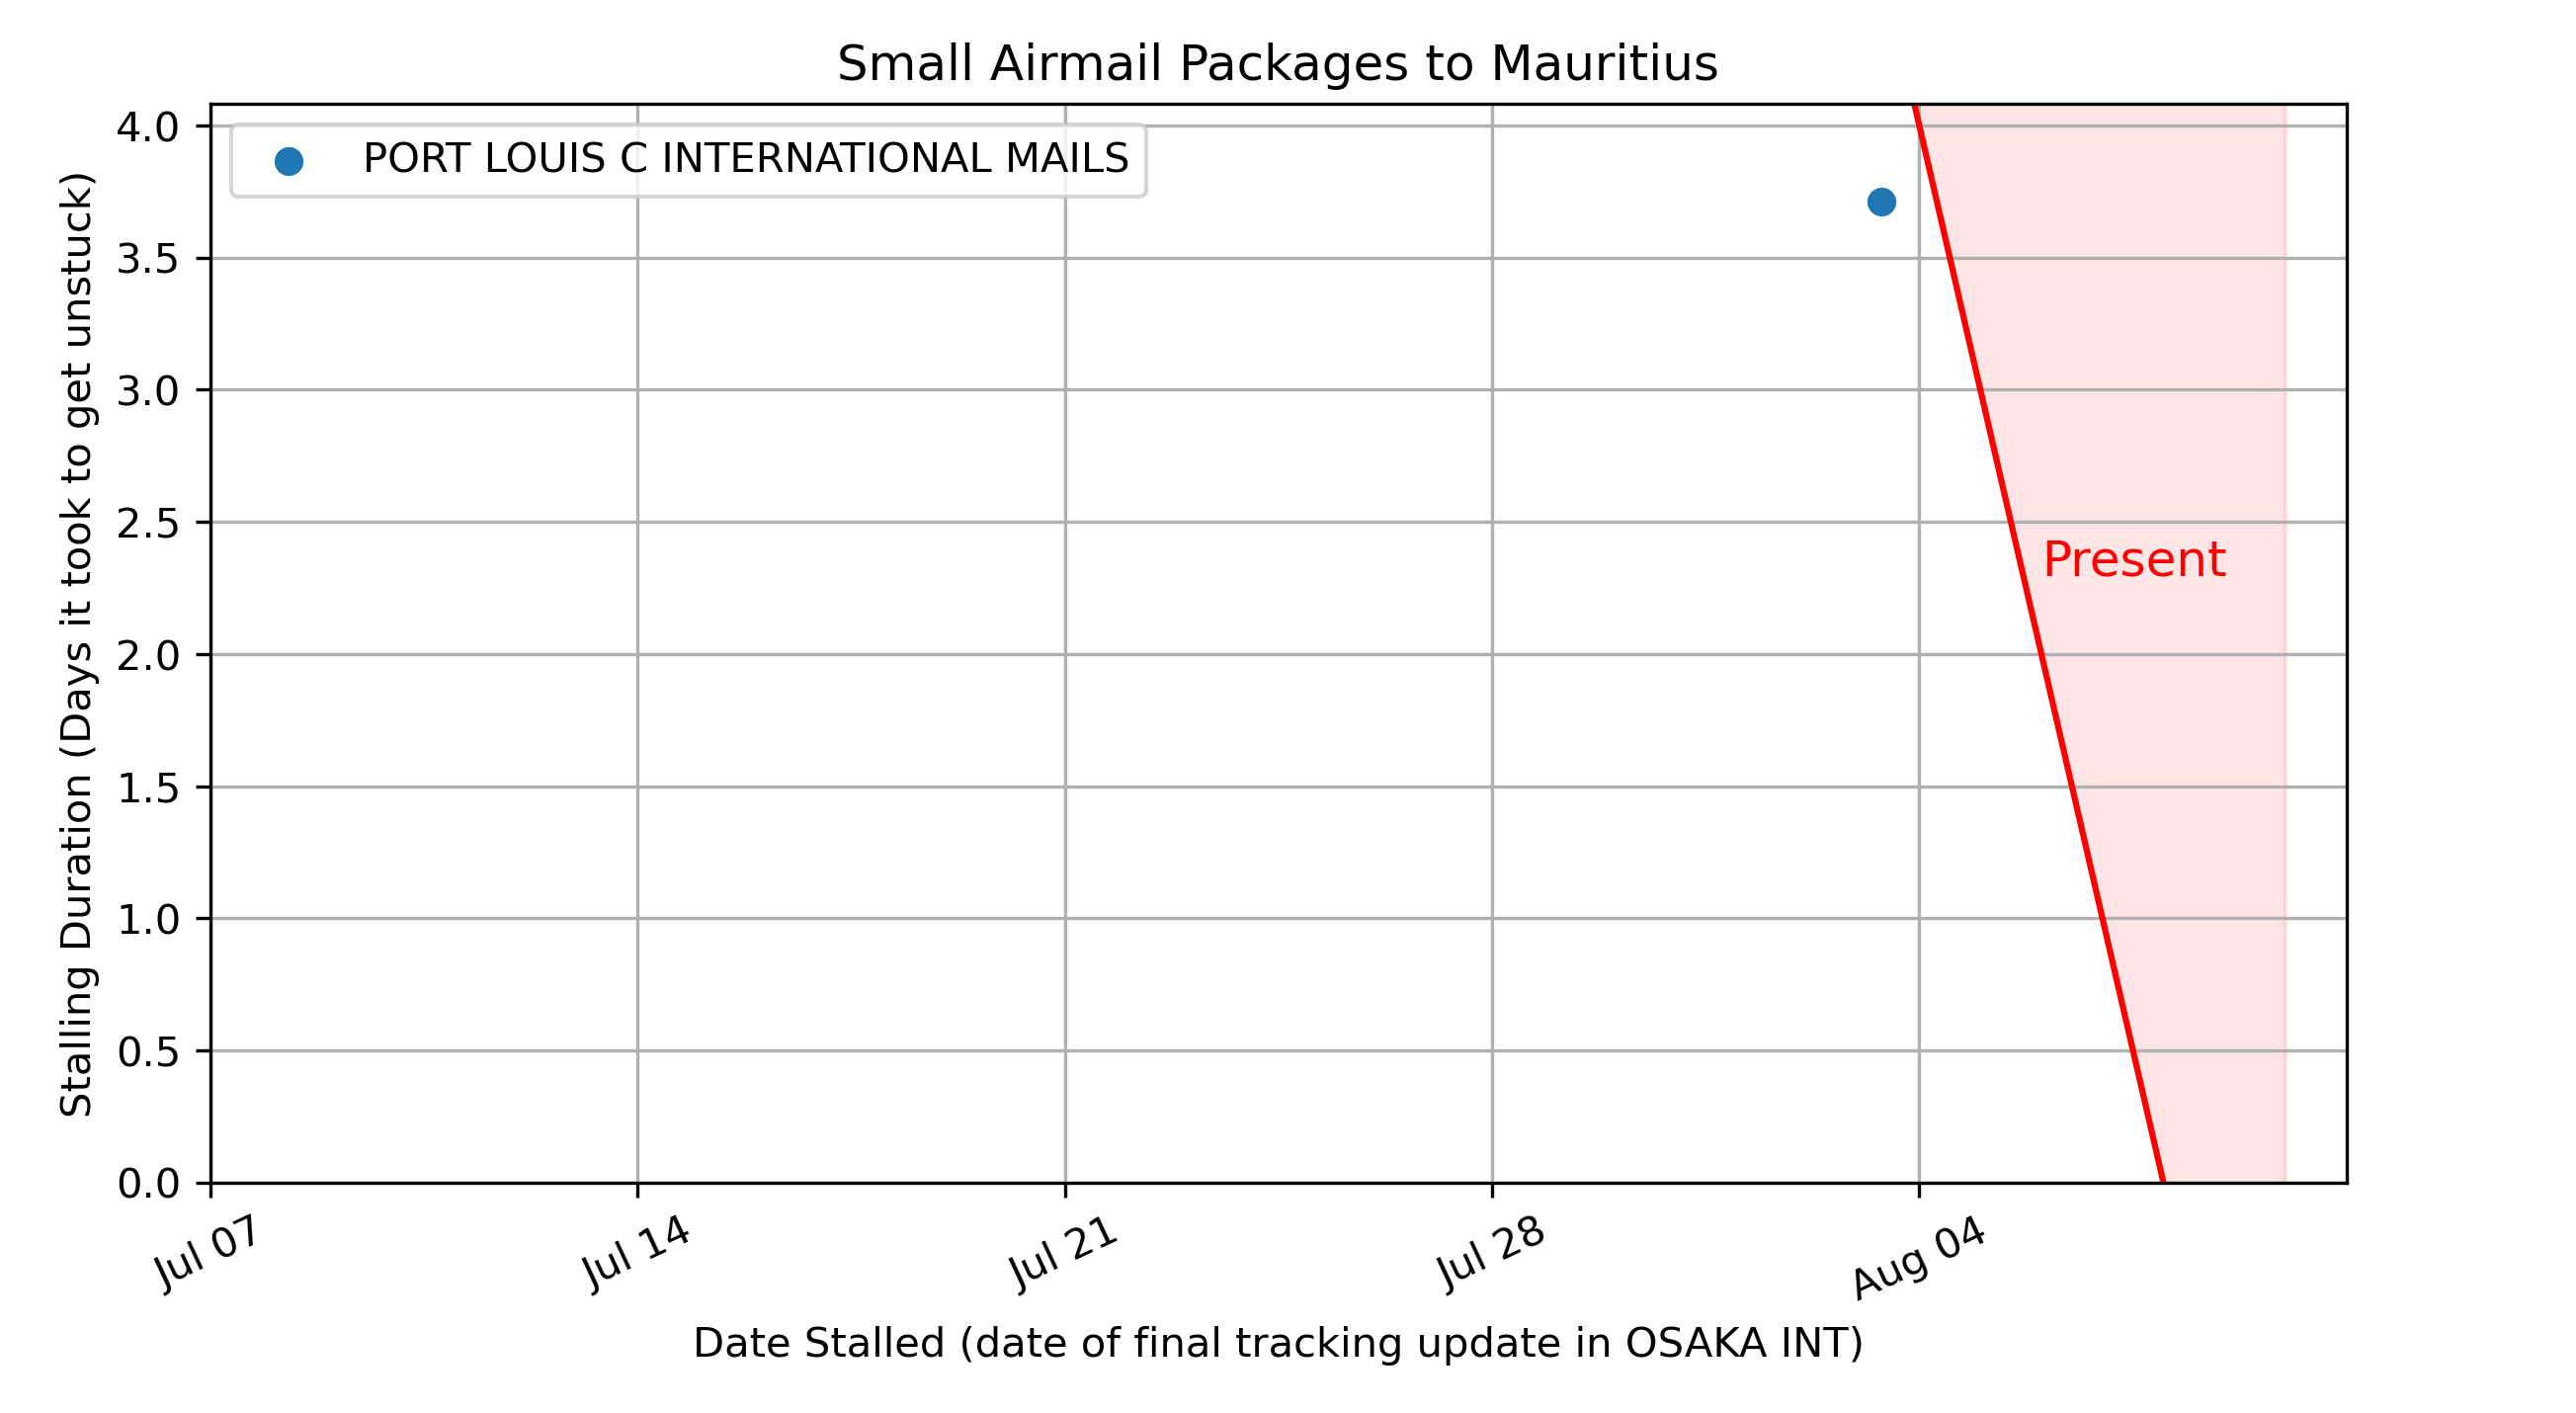 Small Airmail Packages to Mauritius
PORT LOUIS C INTERNATIONAL MAILS
Stalling Duration (Days it took to get unstuck)
4.0
3.5
3.0
2.5
2.0
1.5
1.0
0.5
0.0
Present
Jul 07
Jul 14
Jul 21
Jul 28
Aug 04
Date Stalled (date of final tracking update in OSAKA INT)